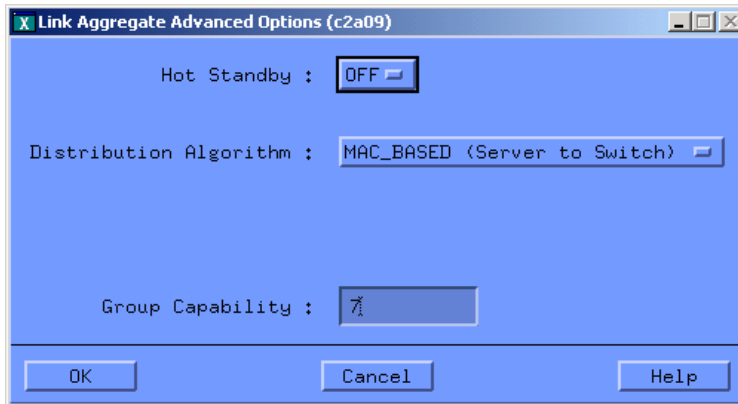 X Link Aggregate Advanced Options (c2a09)
Hot Standby : OFF
Distribution Algorithm : MAC_BASED (Server to Switch)
Group Capability : 7
OK Cancel Help